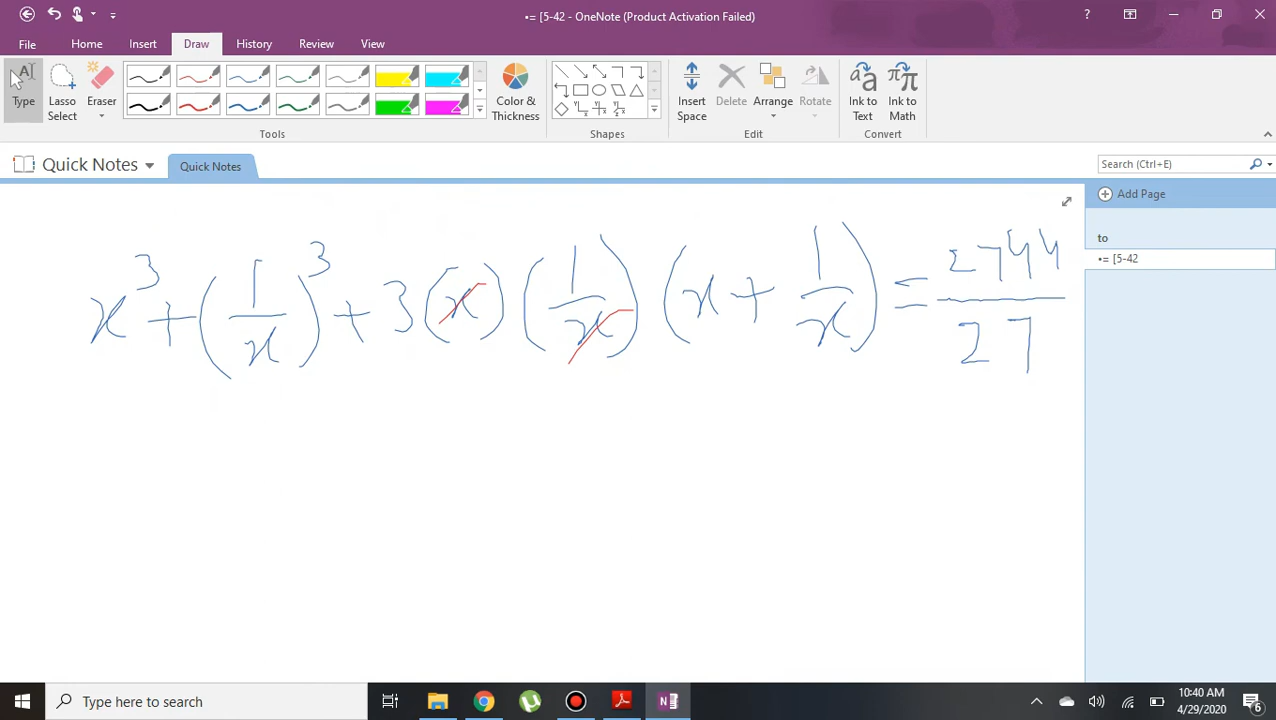 •= [5-42 - OneNote (Product Activation Failed)
File Home Insert Draw History Review View
Type Lasso Select Eraser Color & Thickness Insert Space Delete Arrange Rotate Ink to Text Ink to Math
Tools Shapes Edit Convert
Quick Notes Quick Notes Search (Ctrl+E)
Add Page
to
•= [5-42
x³ + (1/x)³ + 3(x)(1/x)(x + 1/x) = 2744/27
Type here to search
10:40 AM
4/29/2020
6